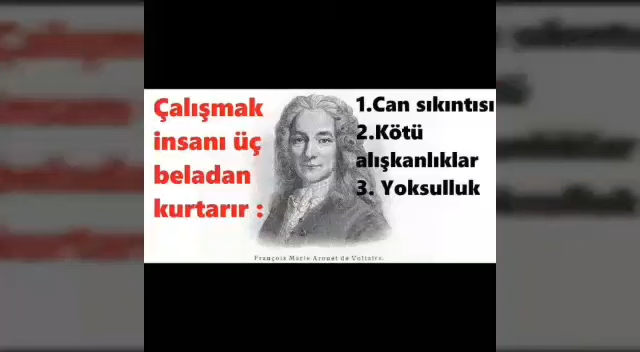 Çalışmak
insanı üç
beladan
kurtarır :
1.Can sıkıntısı
2.Kötü
alışkanlıklar
3. Yoksulluk
François Marie Arouet de Voltaire.